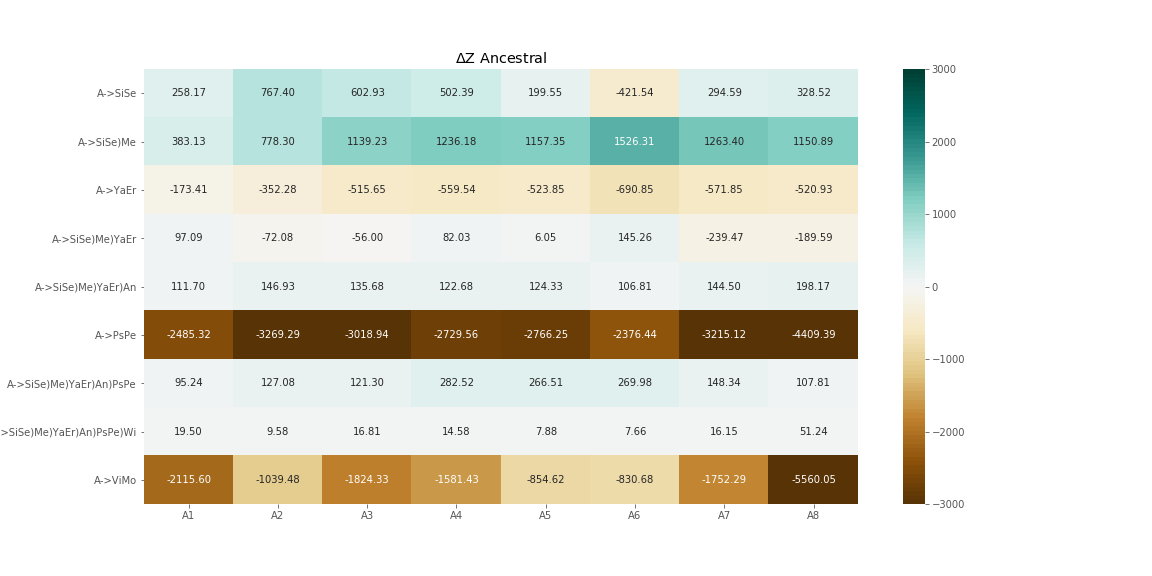 ΔZ Ancestral
A->SiSe 258.17 767.40 602.93 502.39 199.55 -421.54 294.59 328.52
A->SiSe)Me 383.13 778.30 1139.23 1236.18 1157.35 1526.31 1263.40 1150.89
A->YaEr -173.41 -352.28 -515.65 -559.54 -523.85 -690.85 -571.85 -520.93
A->SiSe)Me)YaEr 97.09 -72.08 -56.00 82.03 6.05 145.26 -239.47 -189.59
A->SiSe)Me)YaEr)An 111.70 146.93 135.68 122.68 124.33 106.81 144.50 198.17
A->PsPe -2485.32 -3269.29 -3018.94 -2729.56 -2766.25 -2376.44 -3215.12 -4409.39
A->SiSe)Me)YaEr)An)PsPe 95.24 127.08 121.30 282.52 266.51 269.98 148.34 107.81
>SiSe)Me)YaEr)An)PsPe)Wi 19.50 9.58 16.81 14.58 7.88 7.66 16.15 51.24
A->ViMo -2115.60 -1039.48 -1824.33 -1581.43 -854.62 -830.68 -1752.29 -5560.05
A1 A2 A3 A4 A5 A6 A7 A8
3000
2000
1000
0
−1000
−2000
−3000